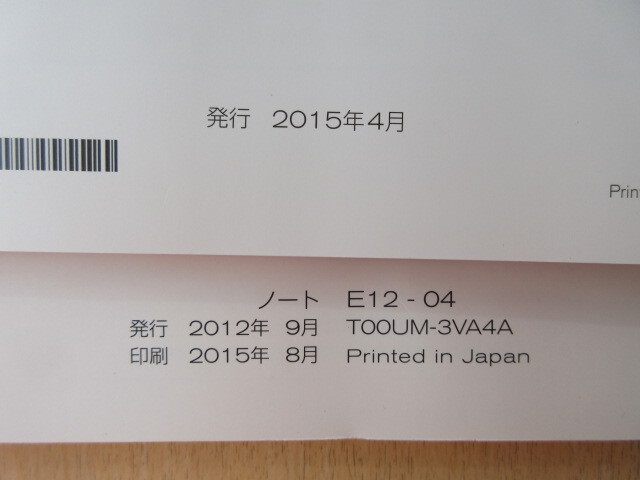 発行 2015年4月
Prin
ノート E12 - 04
発行 2012年 9月 T00UM-3VA4A
印刷 2015年 8月 Printed in Japan